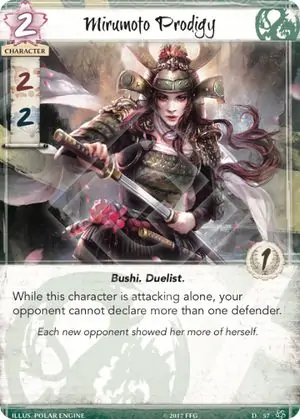 2
Mirumoto Prodigy
CHARACTER
2
2
1
Bushi. Duelist.
While this character is attacking alone, your
opponent cannot declare more than one defender.
Each new opponent showed her more of herself.
ILLUS. POLAR ENGINE
© 2017 FFG
D 57